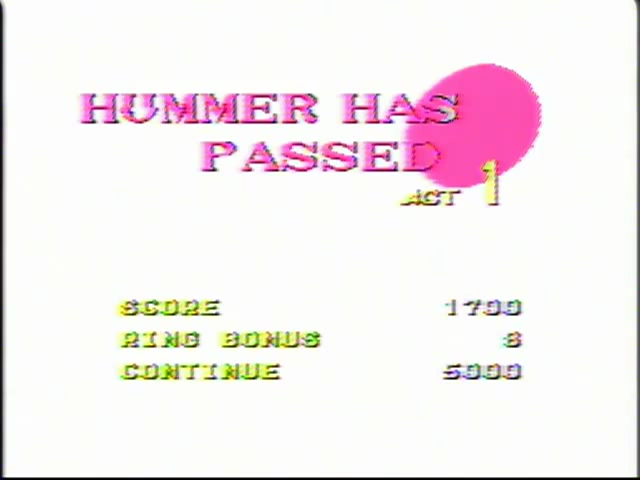 HUMMER HAS
PASSED
ACT 1
SCORE 1700
RING BONUS 8
CONTINUE 5000